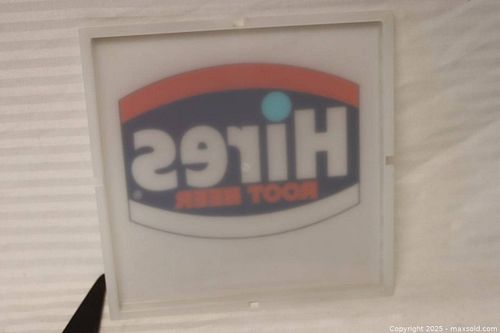 Hires
ROOT BEER
®
Copyright 2025 - maxsold.com